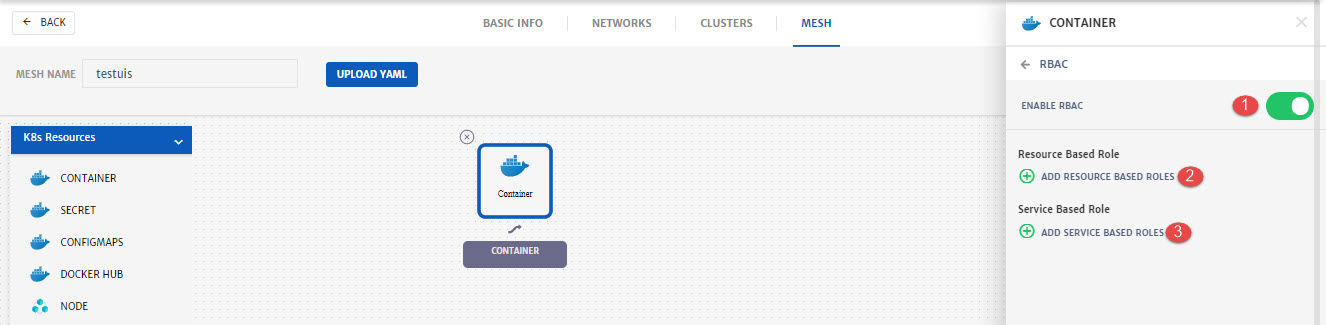 BACK
BASIC INFO
NETWORKS
CLUSTERS
MESH
MESH NAME
testuis
UPLOAD YAML
K8s Resources
CONTAINER
SECRET
CONFIGMAPS
DOCKER HUB
NODE
Container
CONTAINER
CONTAINER
RBAC
ENABLE RBAC
1
Resource Based Role
ADD RESOURCE BASED ROLES
2
Service Based Role
ADD SERVICE BASED ROLES
3